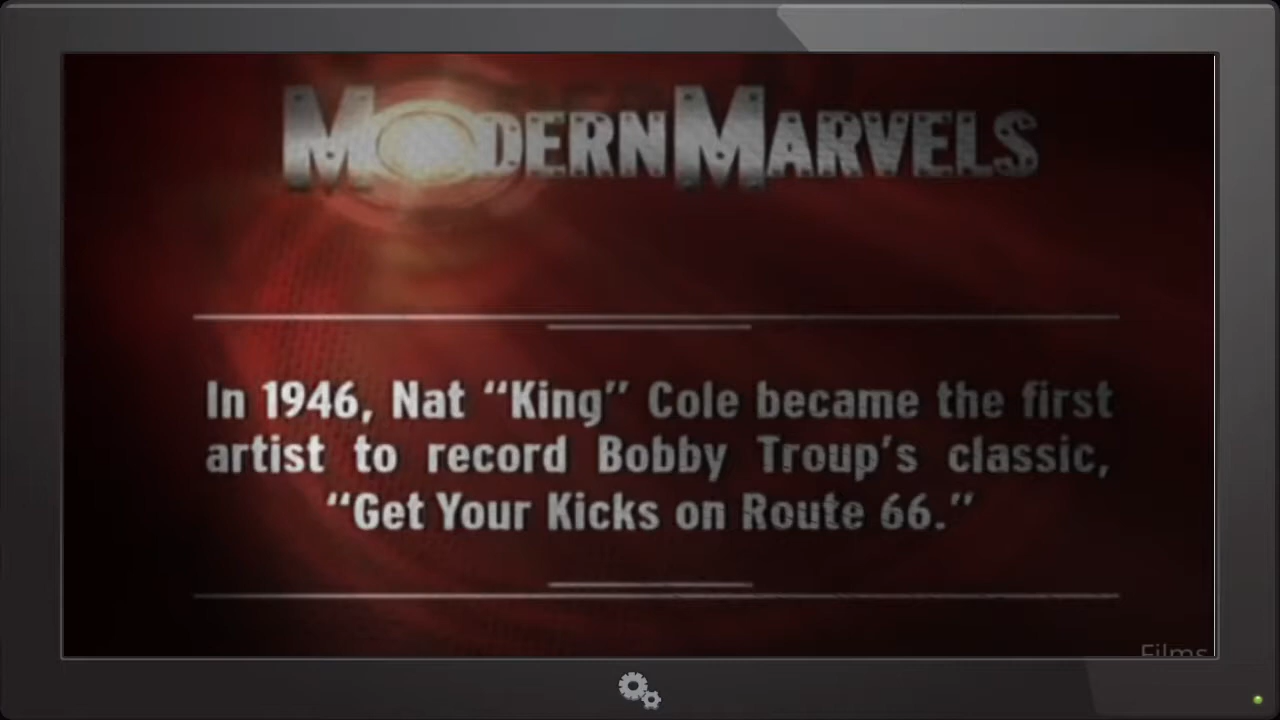 MODERN MARVELS
In 1946, Nat “King” Cole became the first
artist to record Bobby Troup’s classic,
“Get Your Kicks on Route 66.”
Films